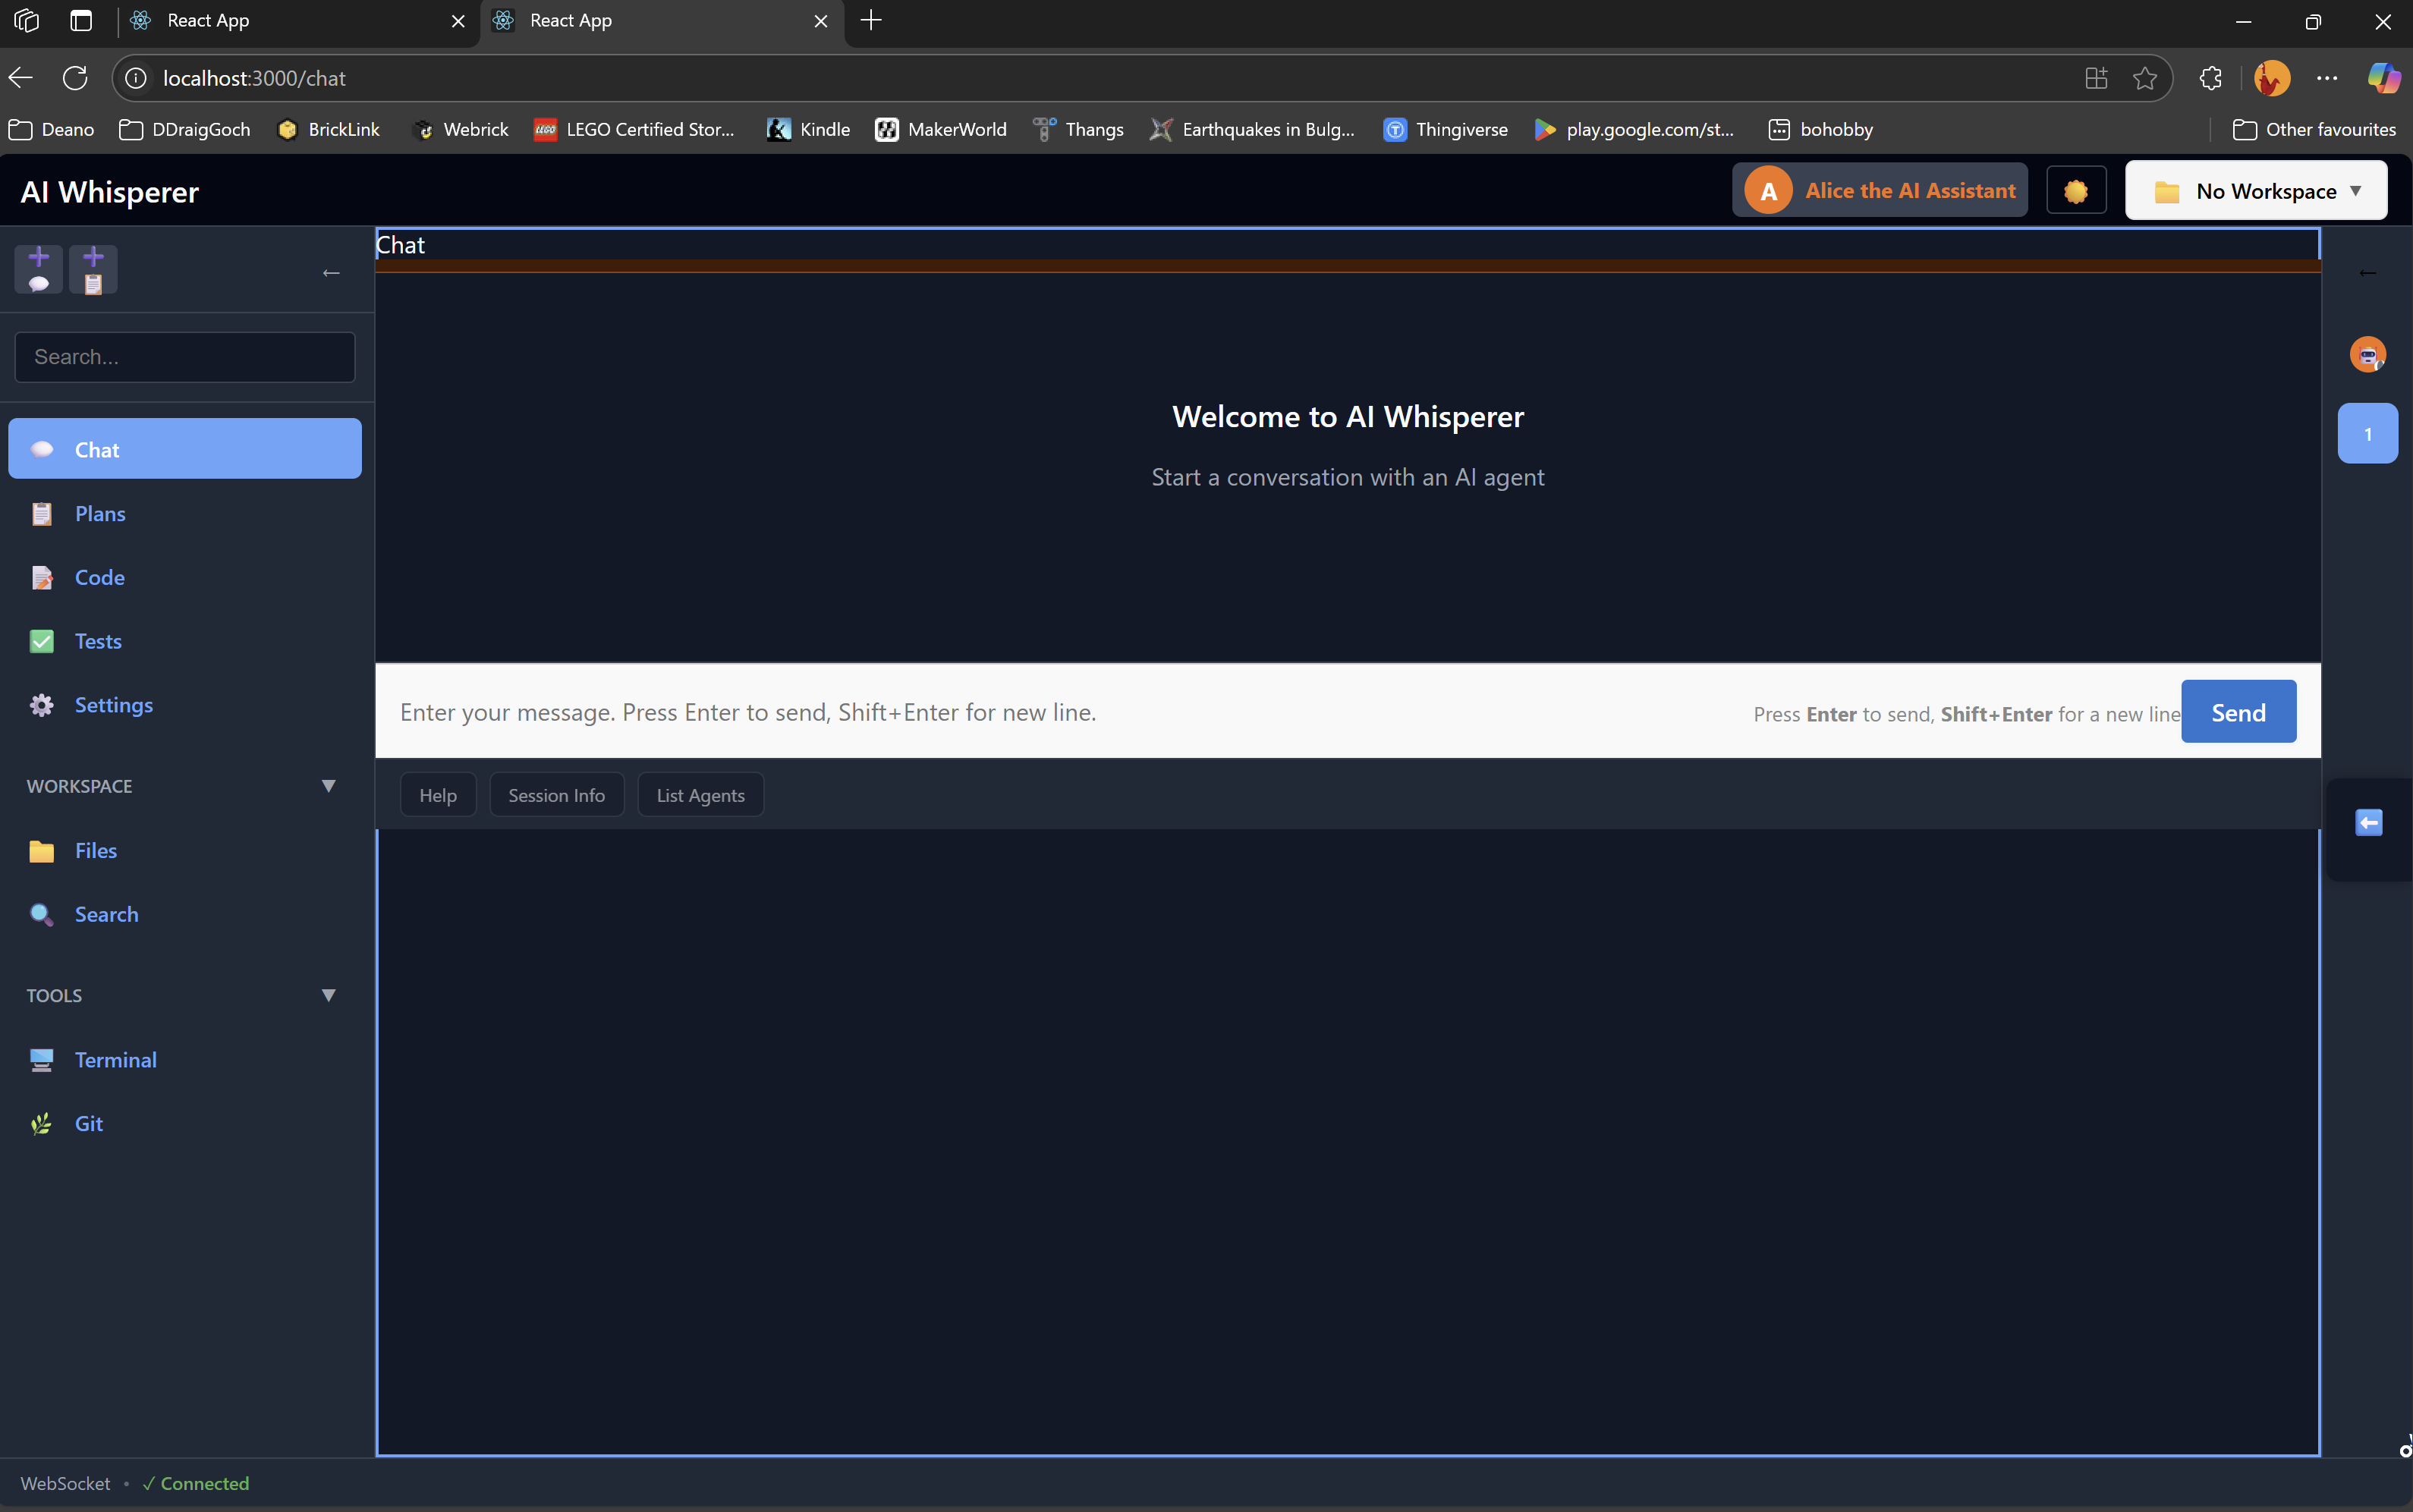 React App
React App
localhost:3000/chat
Deano
DDraigGoch
BrickLink
Webrick
LEGO Certified Stor...
Kindle
MakerWorld
Thangs
Earthquakes in Bulg...
Thingiverse
play.google.com/st...
bohobby
Other favourites
AI Whisperer
A
Alice the AI Assistant
No Workspace
Search...
Chat
Plans
Code
Tests
Settings
WORKSPACE
Files
Search
TOOLS
Terminal
Git
Chat
Welcome to AI Whisperer
Start a conversation with an AI agent
Enter your message. Press Enter to send, Shift+Enter for new line.
Press Enter to send, Shift+Enter for a new line
Send
Help
Session Info
List Agents
1
WebSocket • ✓ Connected